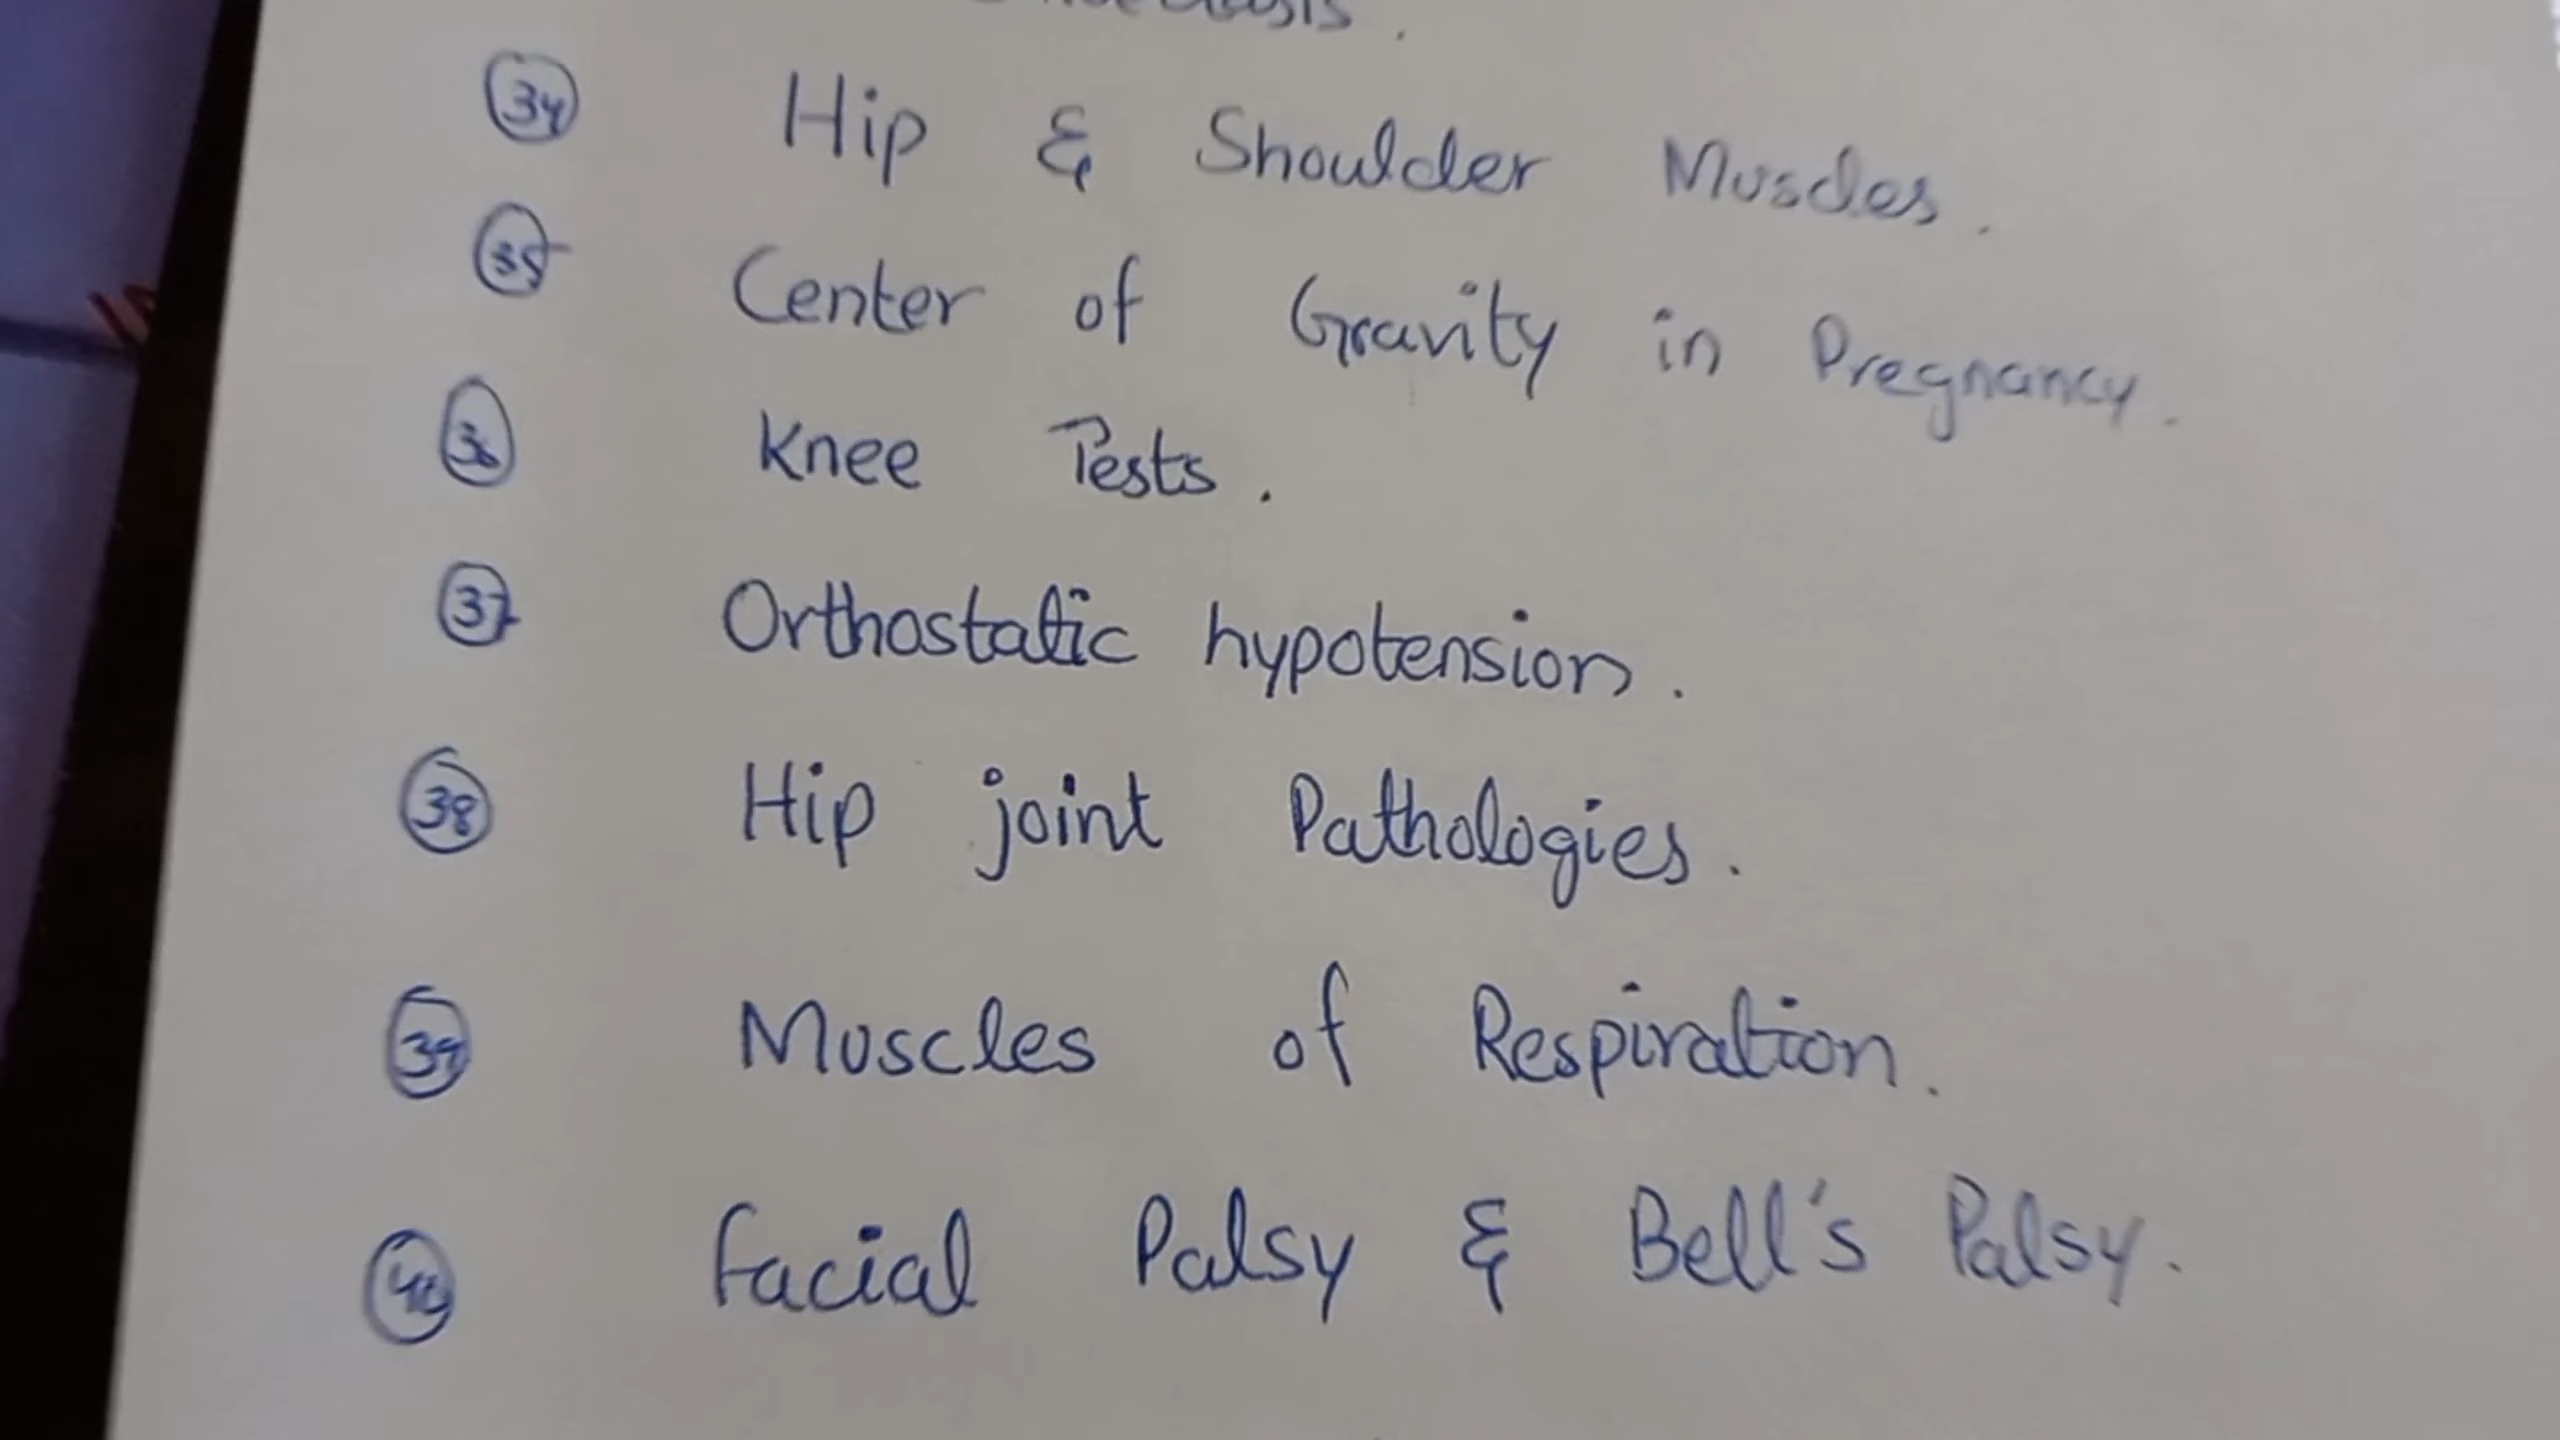 34 Hip & Shoulder Muscles.
35 Center of Gravity in Pregnancy.
36 Knee Tests.
37 Orthostatic hypotension.
38 Hip joint Pathologies.
39 Muscles of Respiration.
40 Facial Palsy & Bell's Palsy.